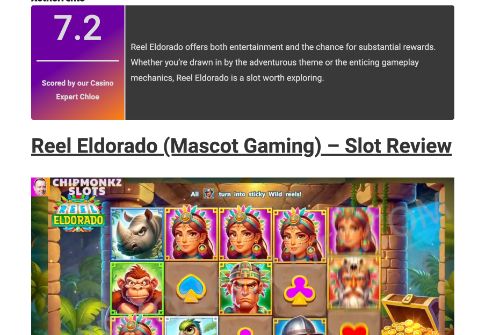 7.2
Scored by our Casino
Expert Chloe
Reel Eldorado offers both entertainment and the chance for substantial rewards.
Whether you're drawn in by the adventurous theme or the enticing gameplay
mechanics, Reel Eldorado is a slot worth exploring.
Reel Eldorado (Mascot Gaming) – Slot Review
CHIPMONKZ
SLOTS
REEL
ELDORADO
All turn into sticky Wild reels!